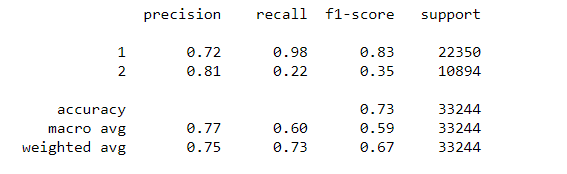 precision recall f1-score support
1 0.72 0.98 0.83 22350
2 0.81 0.22 0.35 10894
accuracy 0.73 33244
macro avg 0.77 0.60 0.59 33244
weighted avg 0.75 0.73 0.67 33244